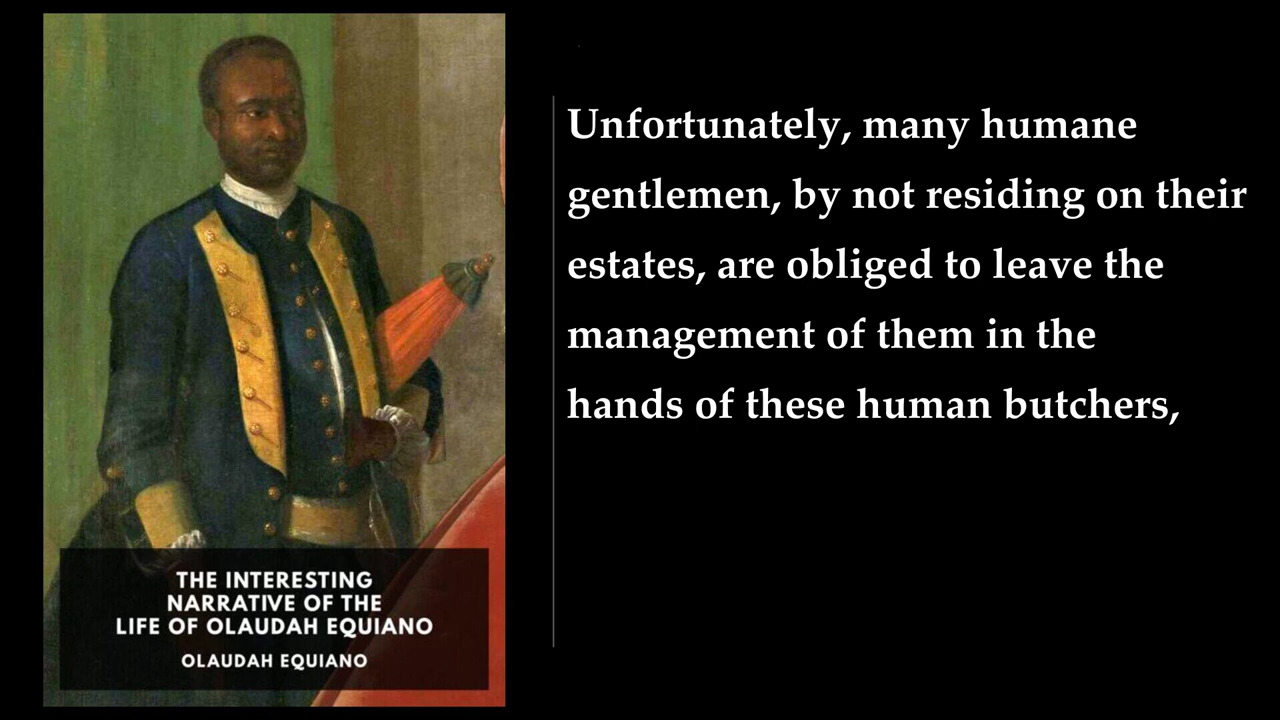 Unfortunately, many humane
gentlemen, by not residing on their
estates, are obliged to leave the
management of them in the
hands of these human butchers,
THE INTERESTING
NARRATIVE OF THE
LIFE OF OLAUDAH EQUIANO
OLAUDAH EQUIANO